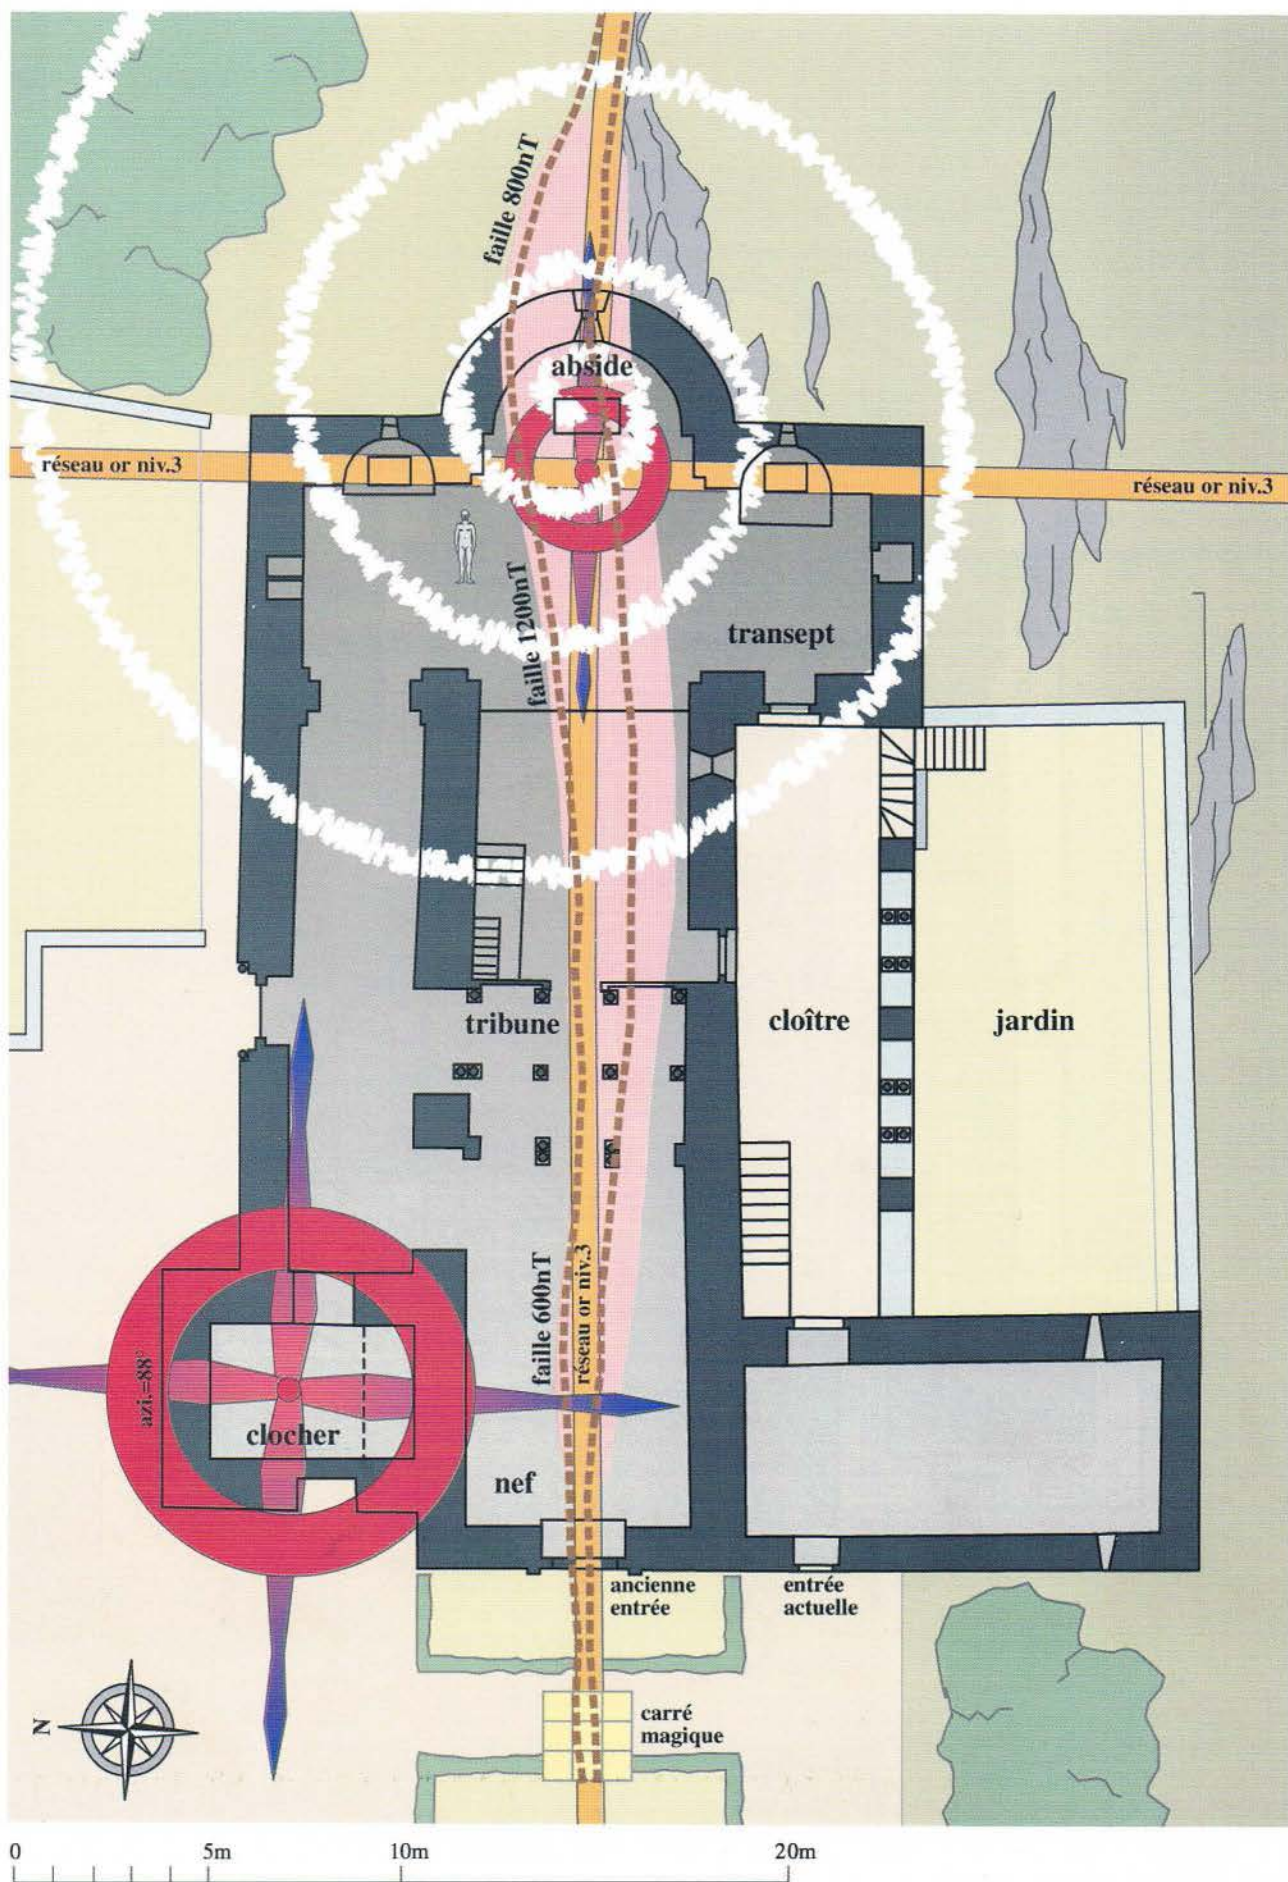 faille 800nT
abside
réseau or niv.3
réseau or niv.3
faille 1200nT
transept
tribune
cloître
jardin
faille 600nT
réseau or niv.3
azi.=88°
clocher
nef
ancienne
entrée
entrée
actuelle
carré
magique
N
0 5m 10m 20m